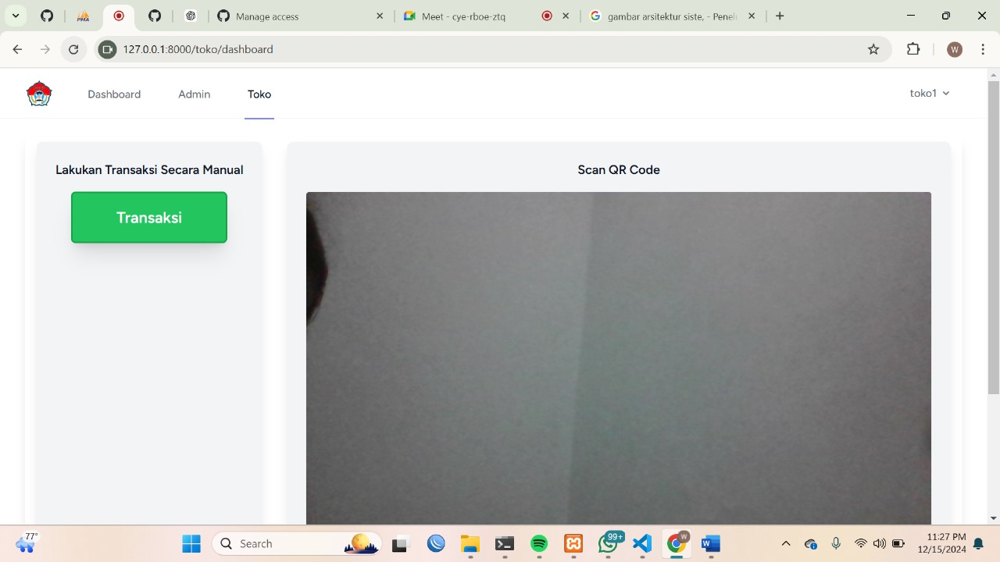 PMA
Manage access
Meet - cye-rboe-ztq
gambar arsitektur siste, - Penel
127.0.0.1:8000/toko/dashboard
W
Dashboard
Admin
Toko
toko1
Lakukan Transaksi Secara Manual
Transaksi
Scan QR Code
77°
Search
99+
W
W
11:27 PM
12/15/2024